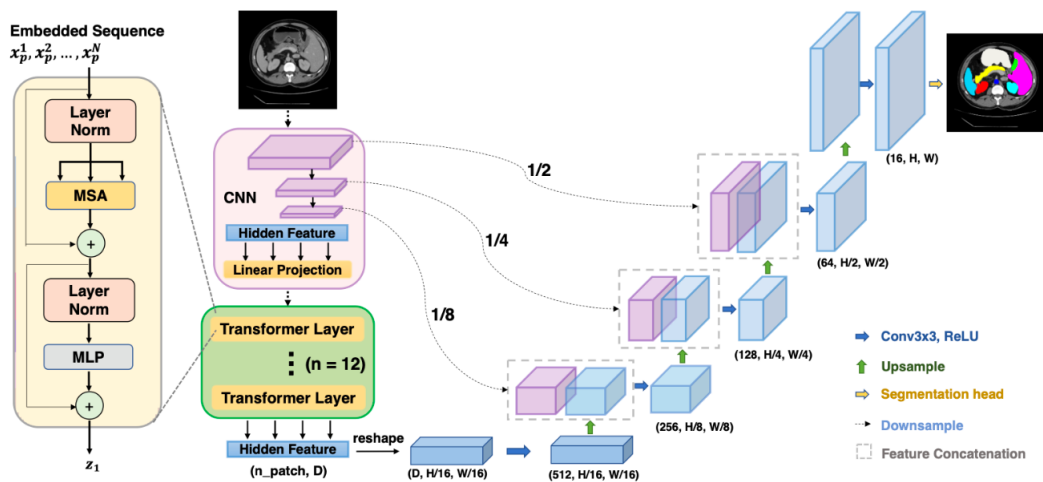 Embedded Sequence
x_p^1, x_p^2, ..., x_p^N
Layer
Norm
MSA
+
Layer
Norm
MLP
+
z_1
CNN
Hidden Feature
Linear Projection
Transformer Layer
(n = 12)
Transformer Layer
Hidden Feature
(n_patch, D)
reshape
(D, H/16, W/16)
(512, H/16, W/16)
1/2
1/4
1/8
(256, H/8, W/8)
(128, H/4, W/4)
(64, H/2, W/2)
(16, H, W)
Conv3x3, ReLU
Upsample
Segmentation head
Downsample
Feature Concatenation